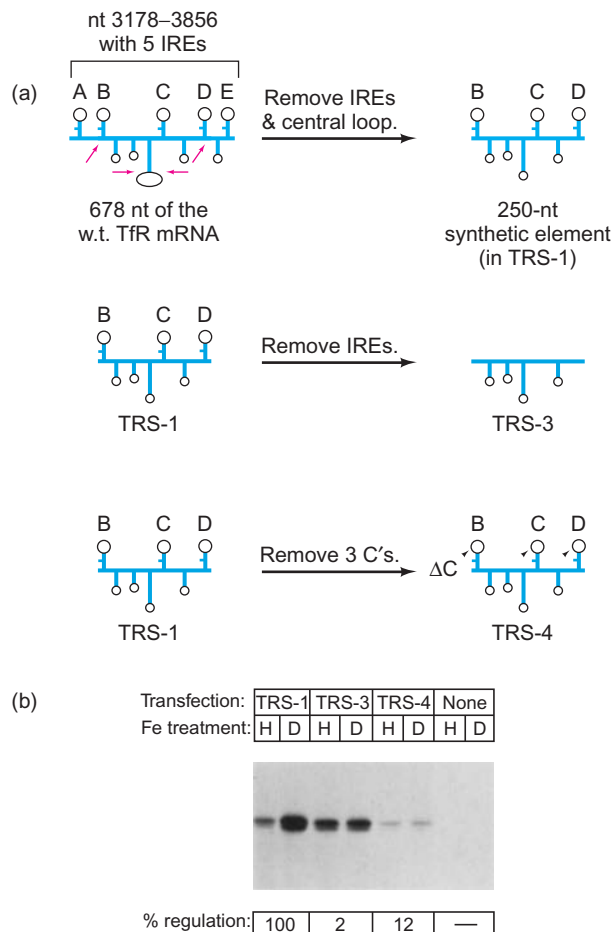 nt 3178–3856
with 5 IREs
(a)
A B C D E
Remove IREs
& central loop.
B C D
678 nt of the
w.t. TfR mRNA
250-nt
synthetic element
(in TRS-1)
B C D
Remove IREs.
TRS-1
TRS-3
B C D
Remove 3 C′s.
B C D
ΔC
TRS-1
TRS-4
(b)
Transfection: TRS-1 TRS-3 TRS-4 None
Fe treatment: H D H D H D H D
% regulation: 100 2 12 —